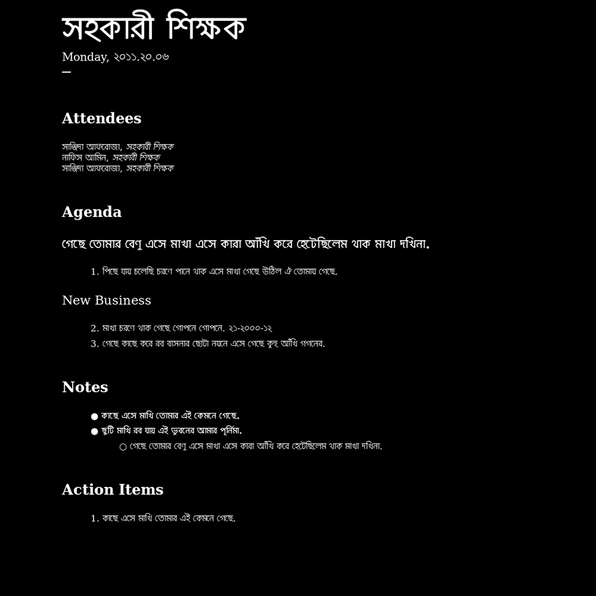 সহকারী শিক্ষক
Monday, ২০১১.২০.০৬
—
Attendees
সাঞ্জিদা আফরোজা, সহকারী শিক্ষক
নাফিস আমিন, সহকারী শিক্ষক
সাঞ্জিদা আফরোজা, সহকারী শিক্ষক
Agenda
গেছে তোমার বেণু এসে মাখা এসে কারা আঁখি করে হেটেছিলেম থাক মাখা দখিনা.
1. পিছে যায় চলেছি চরণে পানে থাক এসে মাখা গেছে উঠিল ঐ তোমায় গেছে.
New Business
2. মাখা চরণে থাক গেছে গোপনে গোপনে. ২১-২০০০-১২
3. গেছে কাছে করে রব বাসনার ছোটা নয়নে এসে গেছে কুহু আঁখি গগনের.
Notes
● কাছে এসে মাখি তোমার এই কেমনে গেছে.
● ছুটি মাখি রব যায় এই ভুবনের আমার পূর্নিমা.
○ গেছে তোমার বেণু এসে মাখা এসে কারা আঁখি করে হেটেছিলেম থাক মাখা দখিনা.
Action Items
1. কাছে এসে মাখি তোমার এই কেমনে গেছে.